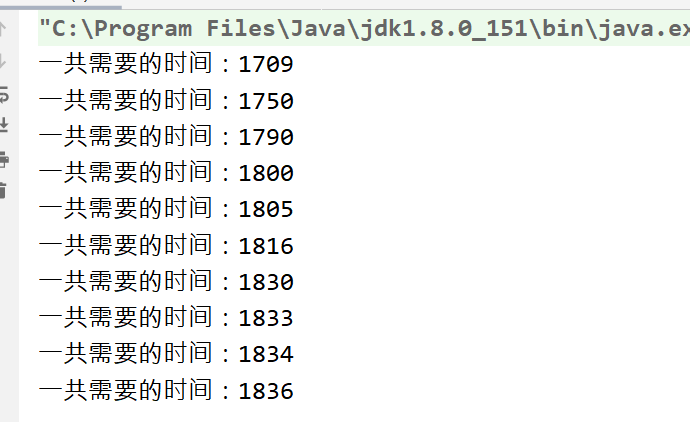 "C:\Program Files\Java\jdk1.8.0_151\bin\java.ex
一共需要的时间：1709
一共需要的时间：1750
一共需要的时间：1790
一共需要的时间：1800
一共需要的时间：1805
一共需要的时间：1816
一共需要的时间：1830
一共需要的时间：1833
一共需要的时间：1834
一共需要的时间：1836